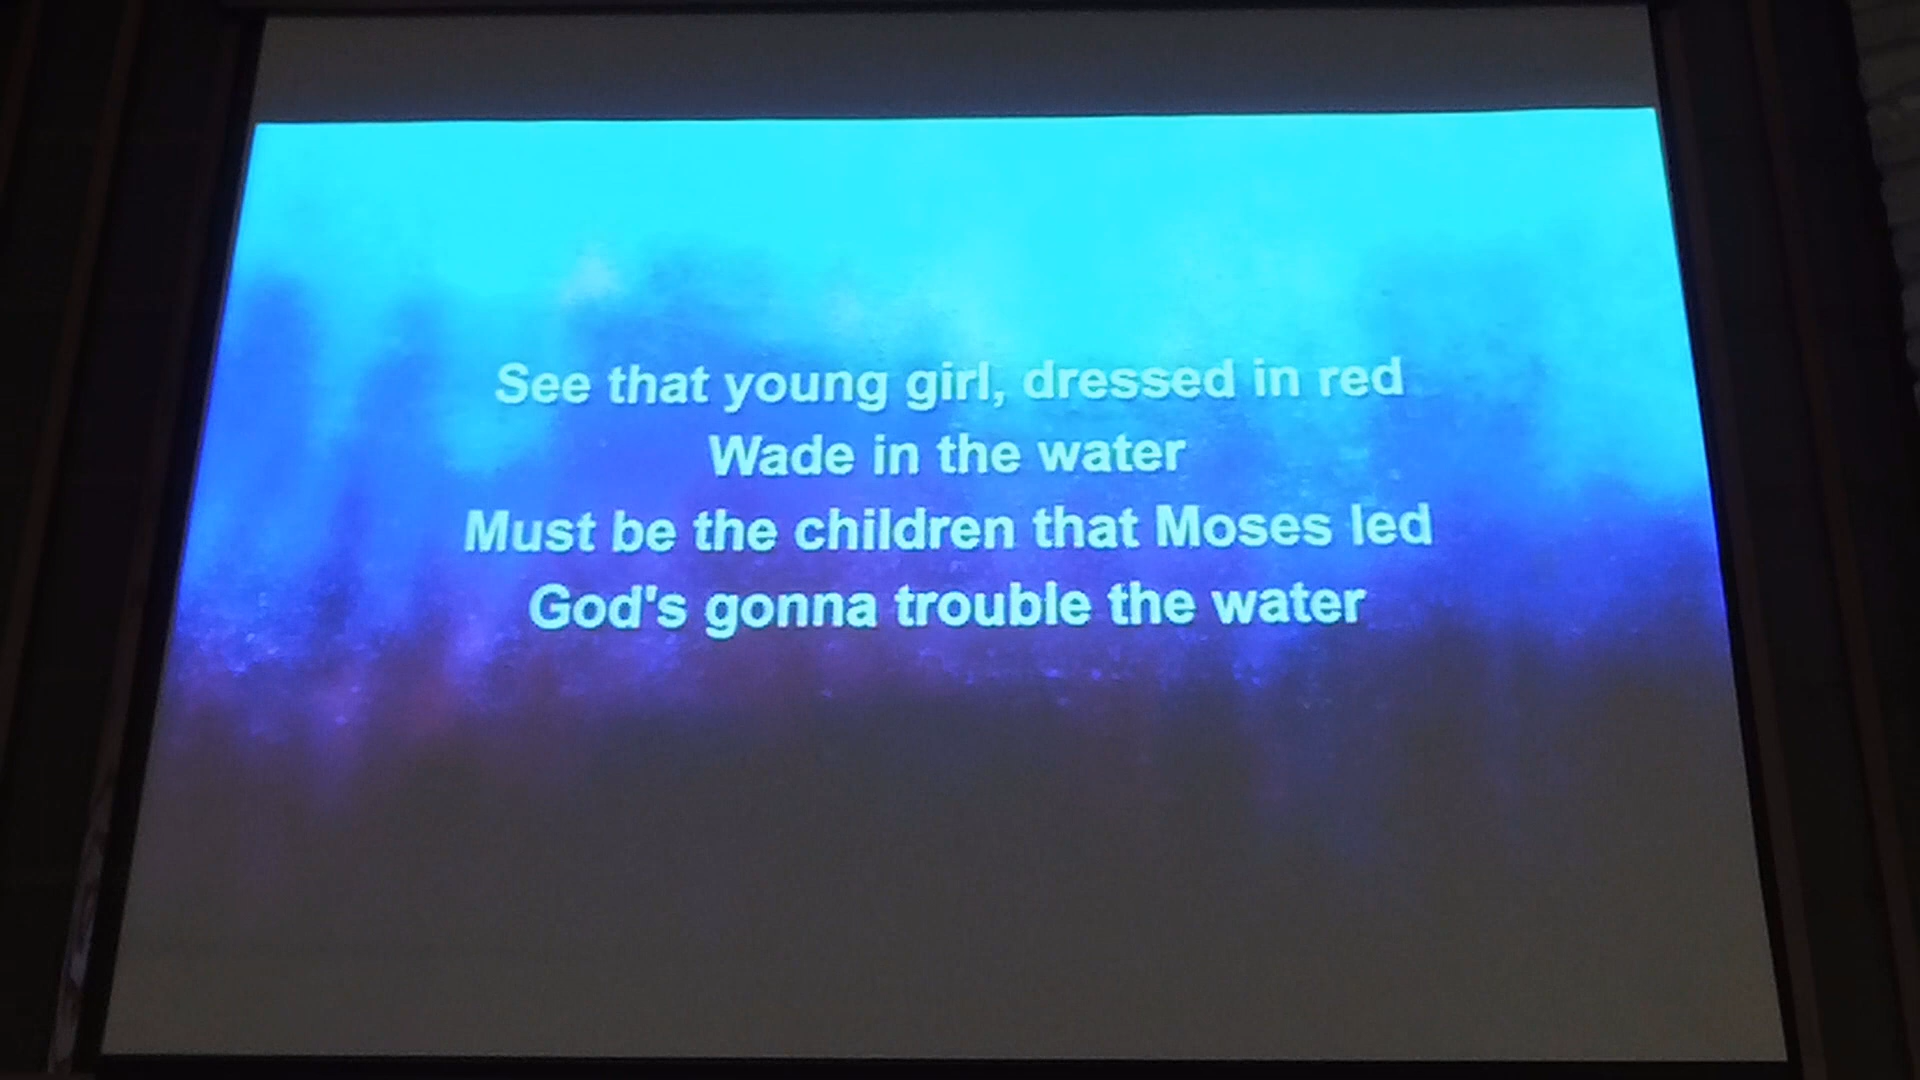 See that young girl, dressed in red
Wade in the water
Must be the children that Moses led
God's gonna trouble the water